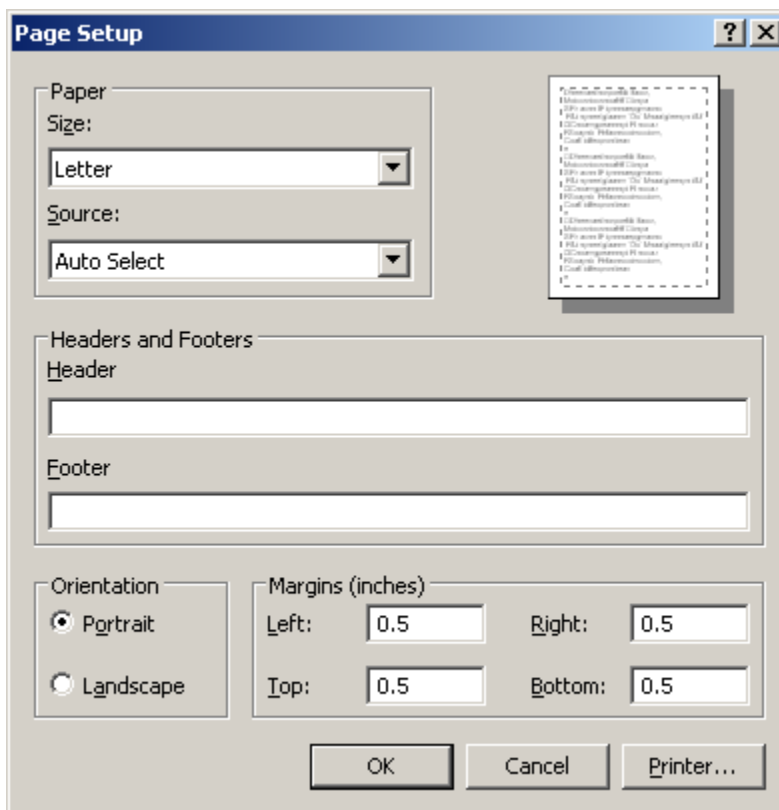 Page Setup
Paper
Size:
Letter
Source:
Auto Select
Headers and Footers
Header
Footer
Orientation
Portrait
Landscape
Margins (inches)
Left: 0.5 Right: 0.5
Top: 0.5 Bottom: 0.5
OK Cancel Printer...